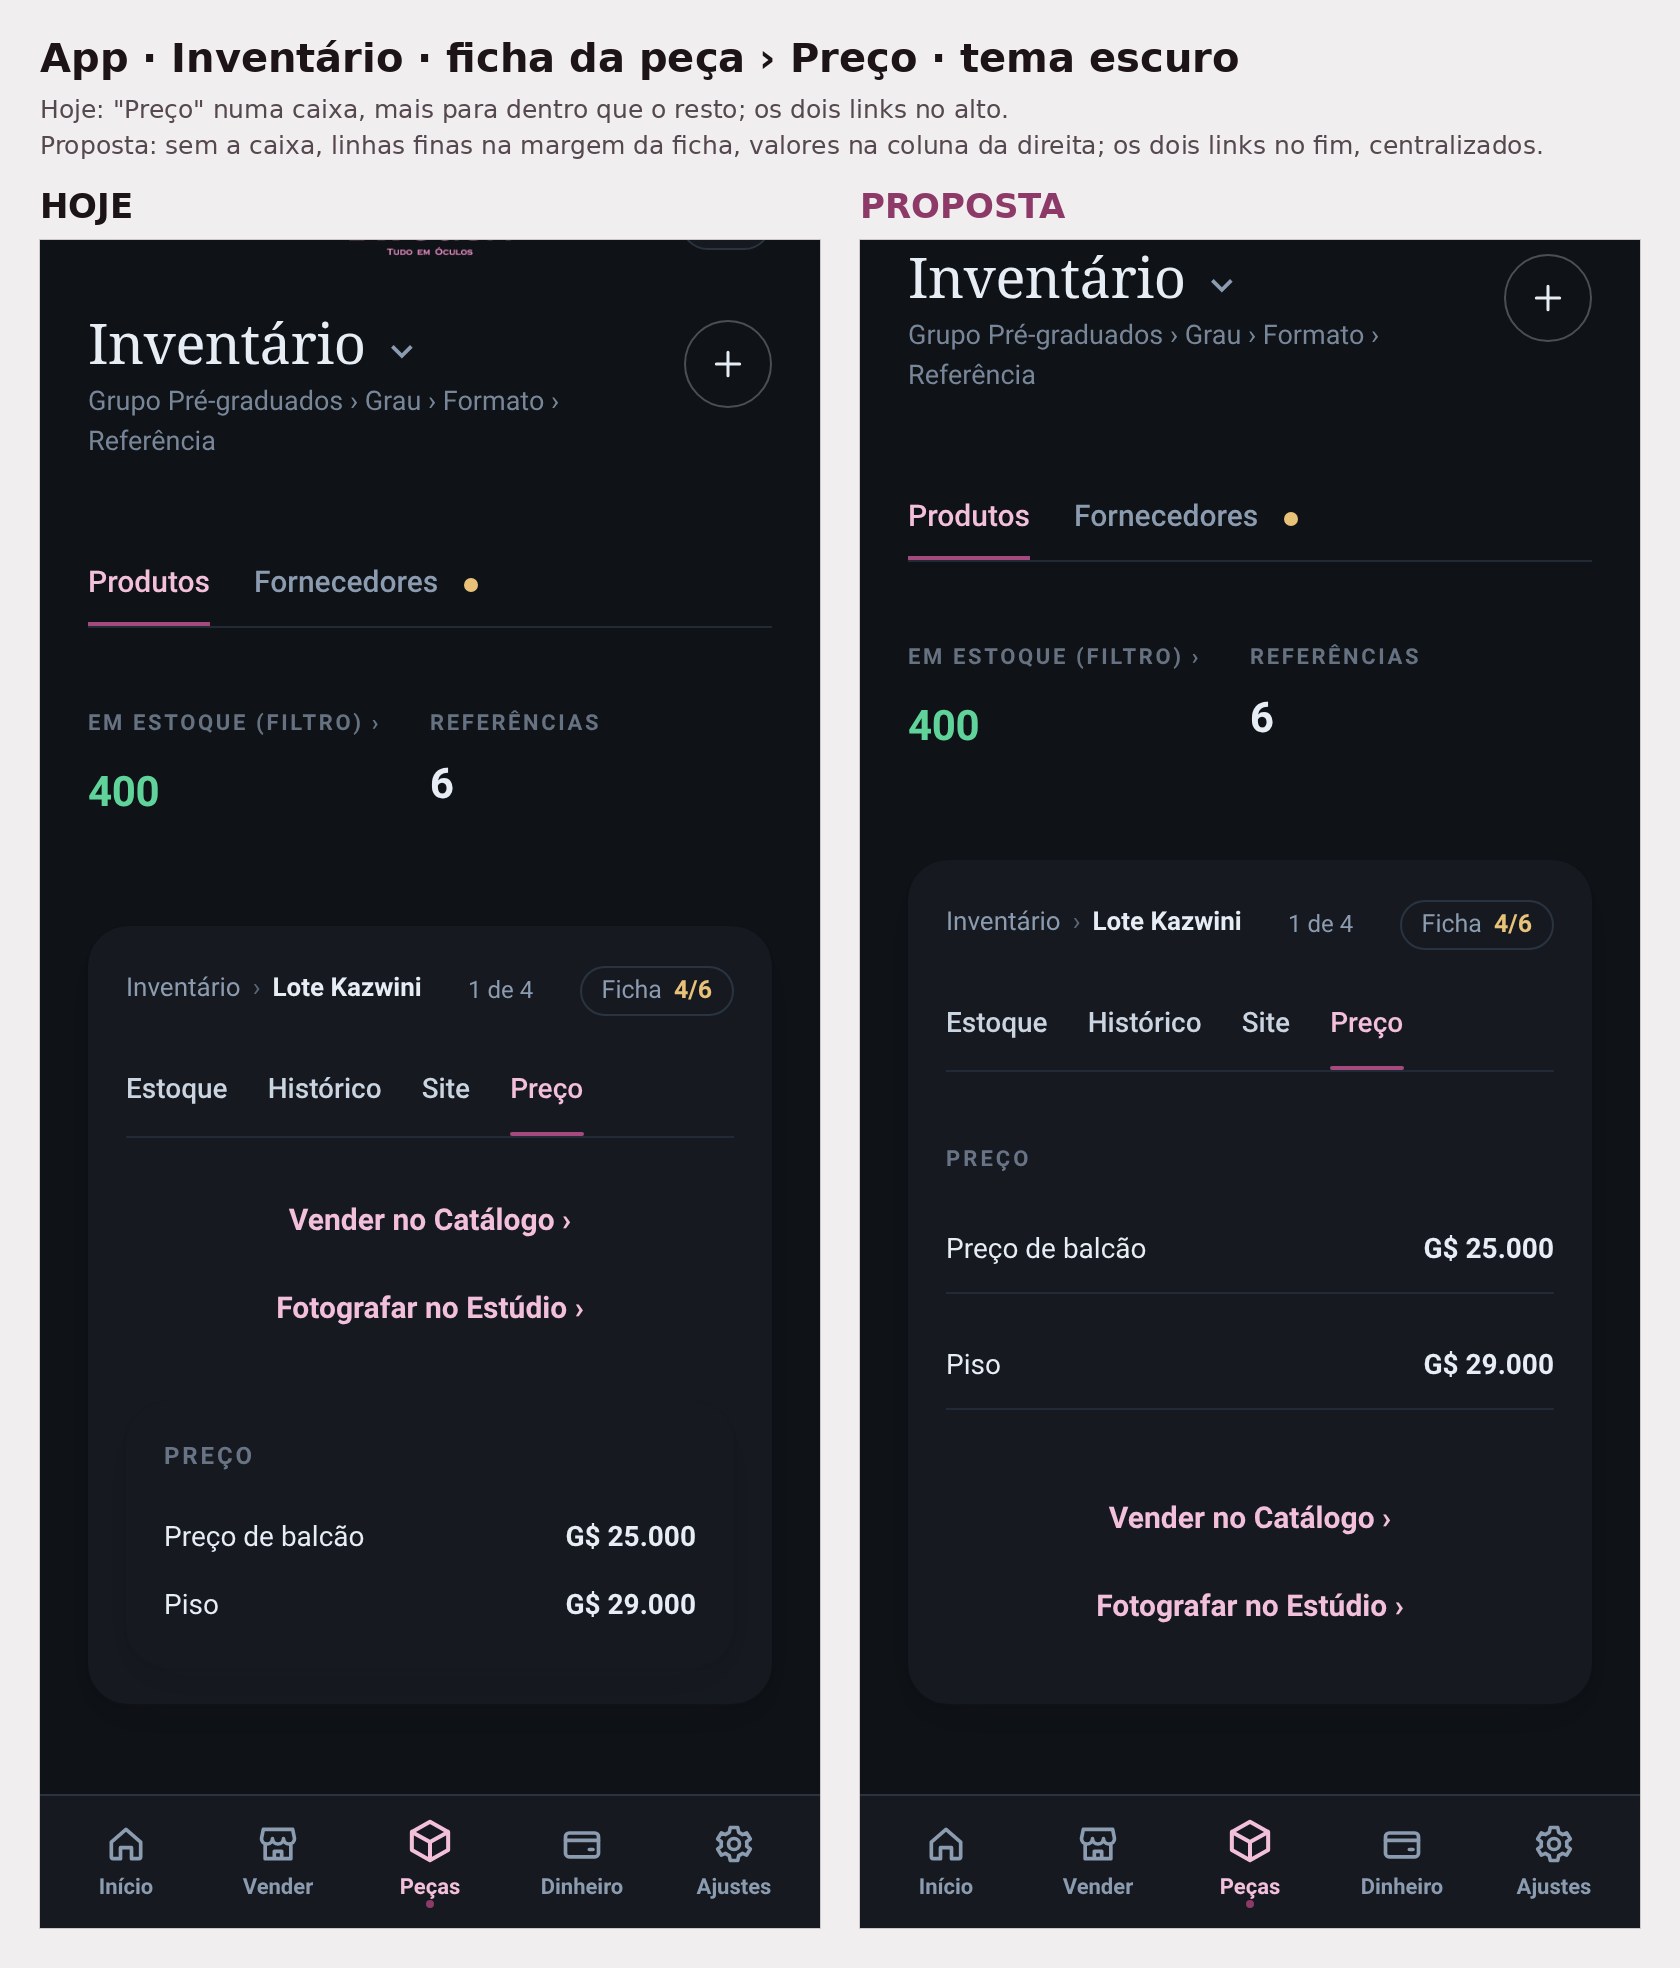 App · Inventário · ficha da peça › Preço · tema escuro
Hoje: "Preço" numa caixa, mais para dentro que o resto; os dois links no alto.
Proposta: sem a caixa, linhas finas na margem da ficha, valores na coluna da direita; os dois links no fim, centralizados.
HOJE
Tudo em Óculos
Inventário
Grupo Pré-graduados › Grau › Formato ›
Referência
Produtos Fornecedores
EM ESTOQUE (FILTRO) › REFERÊNCIAS
400 6
Inventário › Lote Kazwini 1 de 4 Ficha 4/6
Estoque Histórico Site Preço
Vender no Catálogo ›
Fotografar no Estúdio ›
PREÇO
Preço de balcão G$ 25.000
Piso G$ 29.000
Início Vender Peças Dinheiro Ajustes
PROPOSTA
Inventário
Grupo Pré-graduados › Grau › Formato ›
Referência
Produtos Fornecedores
EM ESTOQUE (FILTRO) › REFERÊNCIAS
400 6
Inventário › Lote Kazwini 1 de 4 Ficha 4/6
Estoque Histórico Site Preço
PREÇO
Preço de balcão G$ 25.000
Piso G$ 29.000
Vender no Catálogo ›
Fotografar no Estúdio ›
Início Vender Peças Dinheiro Ajustes